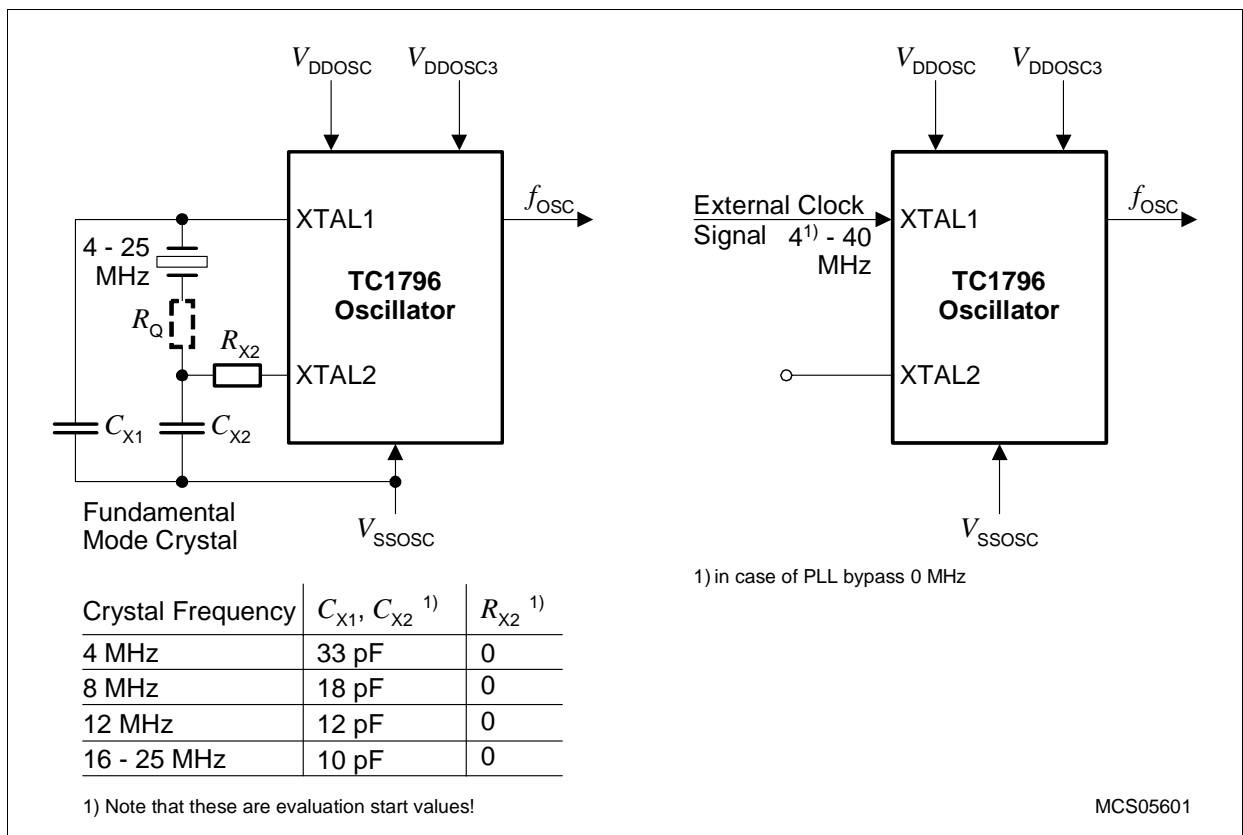 VDDOSC VDDOSC3
XTAL1
fOSC
4 - 25
MHz
TC1796
Oscillator
RQ
RX2
XTAL2
CX1
CX2
Fundamental
Mode Crystal
VSSOSC
Crystal Frequency CX1, CX2 1) RX2 1)
4 MHz 33 pF 0
8 MHz 18 pF 0
12 MHz 12 pF 0
16 - 25 MHz 10 pF 0
1) Note that these are evaluation start values!
VDDOSC VDDOSC3
External Clock
Signal 41) - 40
MHz
XTAL1
fOSC
TC1796
Oscillator
XTAL2
VSSOSC
1) in case of PLL bypass 0 MHz
MCS05601